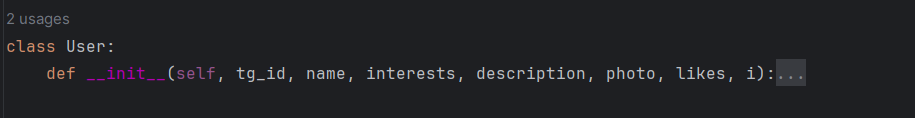 2 usages
class User:
    def __init__(self, tg_id, name, interests, description, photo, likes, i):...